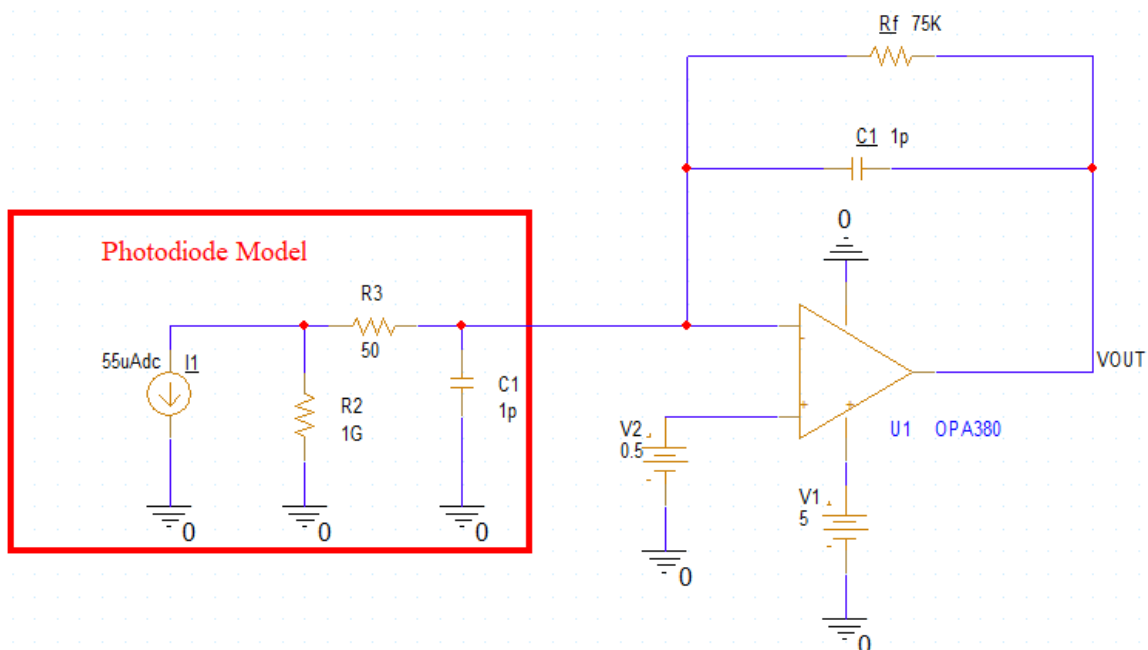 Rf 75K
C1 1p
0
Photodiode Model
R3
50
55uAdc I1
R2
1G
C1
1p
0
0
0
V2
0.5
-
+
+
-
+
-
0
VOUT
U1 OPA380
V1
5
+
-
0